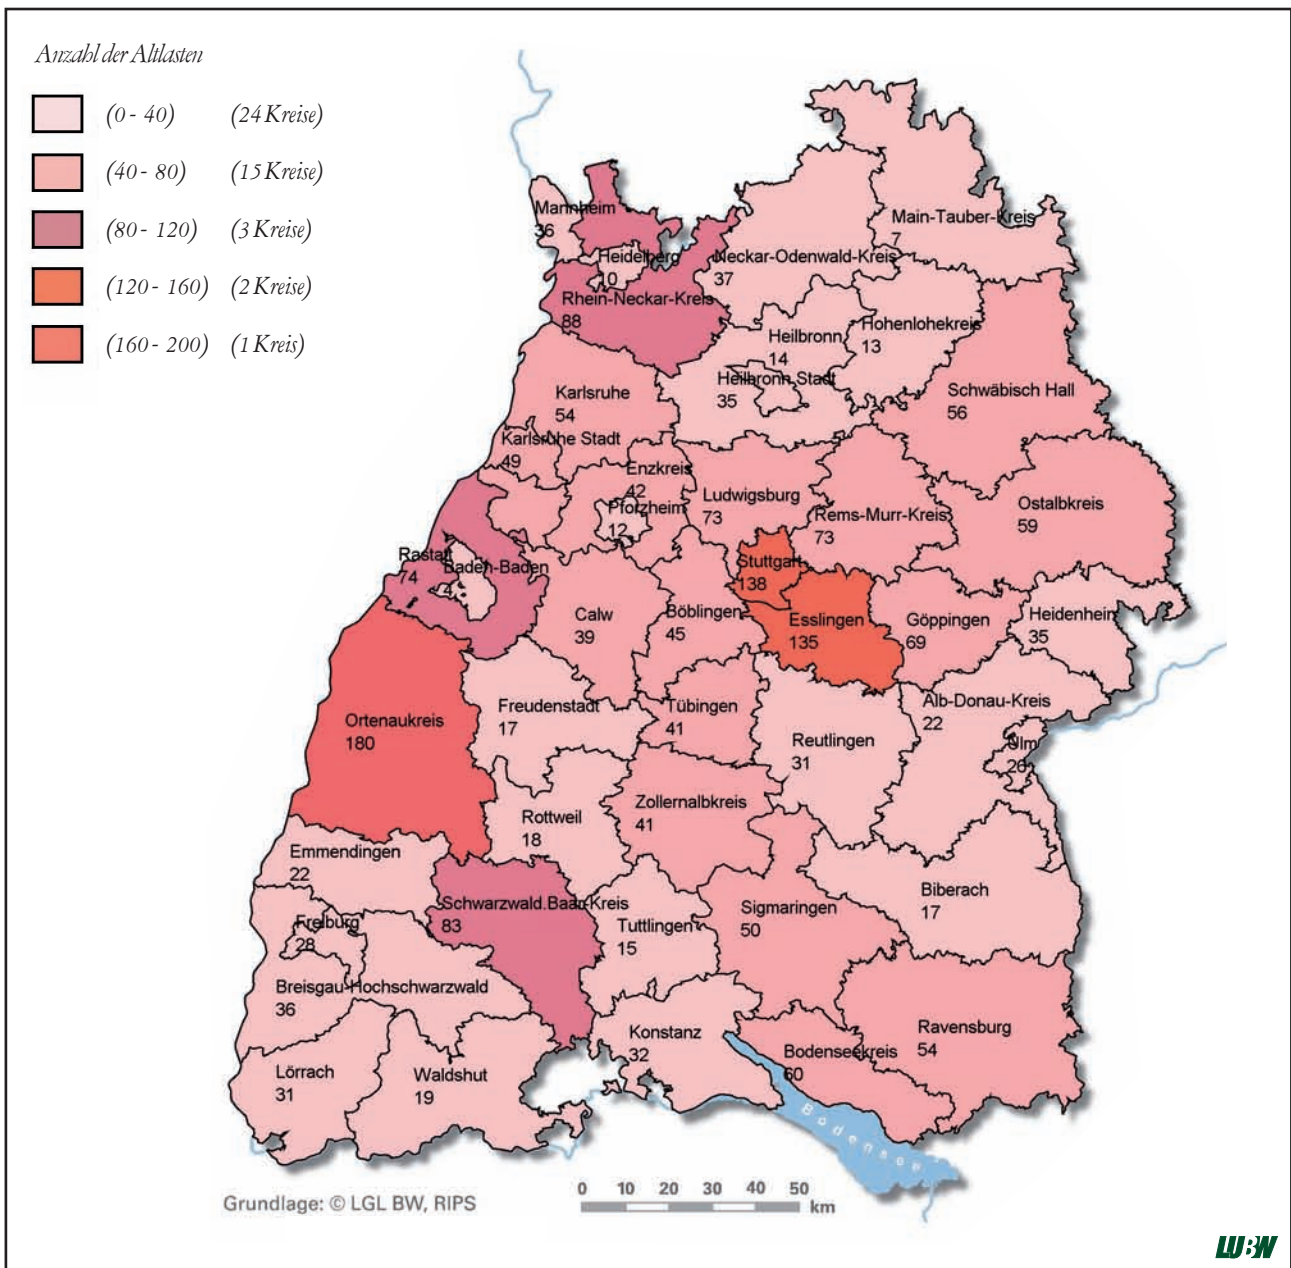 Anzahl der Altlasten
(0 - 40) (24 Kreise)
(40 - 80) (15 Kreise)
(80 - 120) (3 Kreise)
(120 - 160) (2 Kreise)
(160 - 200) (1 Kreis)
Mannheim
36
Heidelberg
10
Rhein-Neckar-Kreis
88
Neckar-Odenwald-Kreis
37
Main-Tauber-Kreis
7
Heilbronn
14
Hohenlohekreis
13
Heilbronn Stadt
35
Schwäbisch Hall
56
Karlsruhe
54
Karlsruhe Stadt
49
Enzkreis
42
Pforzheim
12
Ludwigsburg
73
Rems-Murr-Kreis
73
Ostalbkreis
59
Rastatt
74
Baden-Baden
4
Stuttgart
138
Calw
39
Böblingen
45
Esslingen
135
Göppingen
69
Heidenheim
35
Ortenaukreis
180
Freudenstadt
17
Tübingen
41
Reutlingen
31
Alb-Donau-Kreis
22
Ulm
26
Rottweil
18
Zollernalbkreis
41
Emmendingen
22
Schwarzwald.Baar-Kreis
83
Tuttlingen
15
Sigmaringen
50
Biberach
17
Freiburg
28
Breisgau-Hochschwarzwald
36
Konstanz
32
Bodenseekreis
60
Ravensburg
54
Lörrach
31
Waldshut
19
Bodensee
Grundlage: © LGL BW, RIPS
0 10 20 30 40 50
km
LUBW